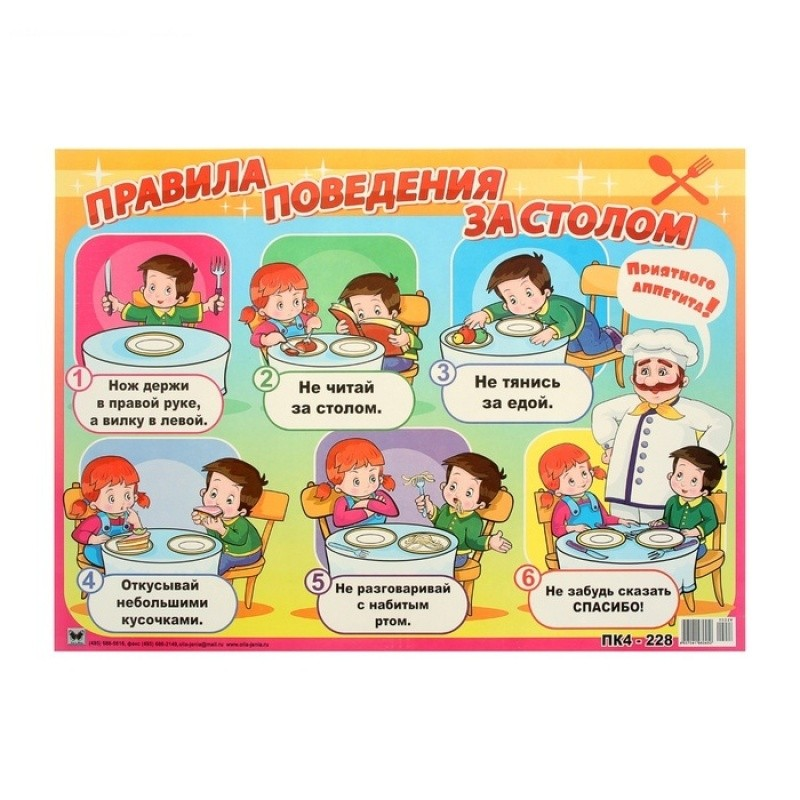 ПРАВИЛА ПОВЕДЕНИЯ
ЗА СТОЛОМ
ПРИЯТНОГО
АППЕТИТА!
1
Нож держи
в правой руке,
а вилку в левой.
2
Не читай
за столом.
3
Не тянись
за едой.
4
Откусывай
небольшими
кусочками.
5
Не разговаривай
с набитым
ртом.
6
Не забудь сказать
СПАСИБО!
ПК4 - 228